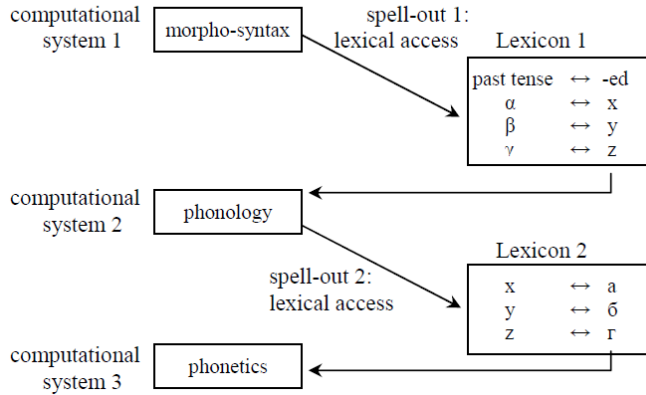 computational
system 1
morpho-syntax
spell-out 1:
lexical access
Lexicon 1
past tense ↔ -ed
α ↔ x
β ↔ y
γ ↔ z
computational
system 2
phonology
spell-out 2:
lexical access
Lexicon 2
x ↔ а
y ↔ б
z ↔ г
computational
system 3
phonetics